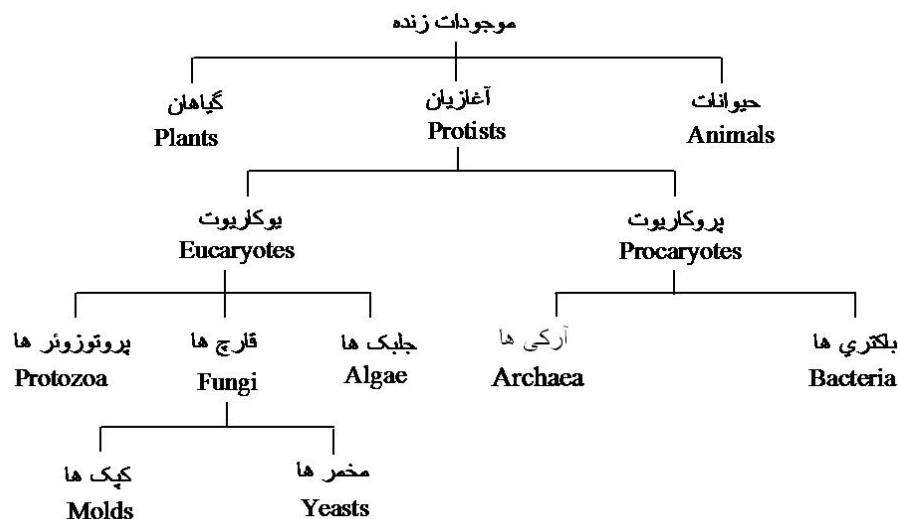 موجودات زنده
گیاهان
Plants
آغازیان
Protists
حیوانات
Animals
یوکاریوت
Eucaryotes
پروکاریوت
Procaryotes
پروتوزوئر ها
Protozoa
قارچ ها
Fungi
جلبک ها
Algae
آرکی ها
Archaea
باکتري ها
Bacteria
کپک ها
Molds
مخمر ها
Yeasts